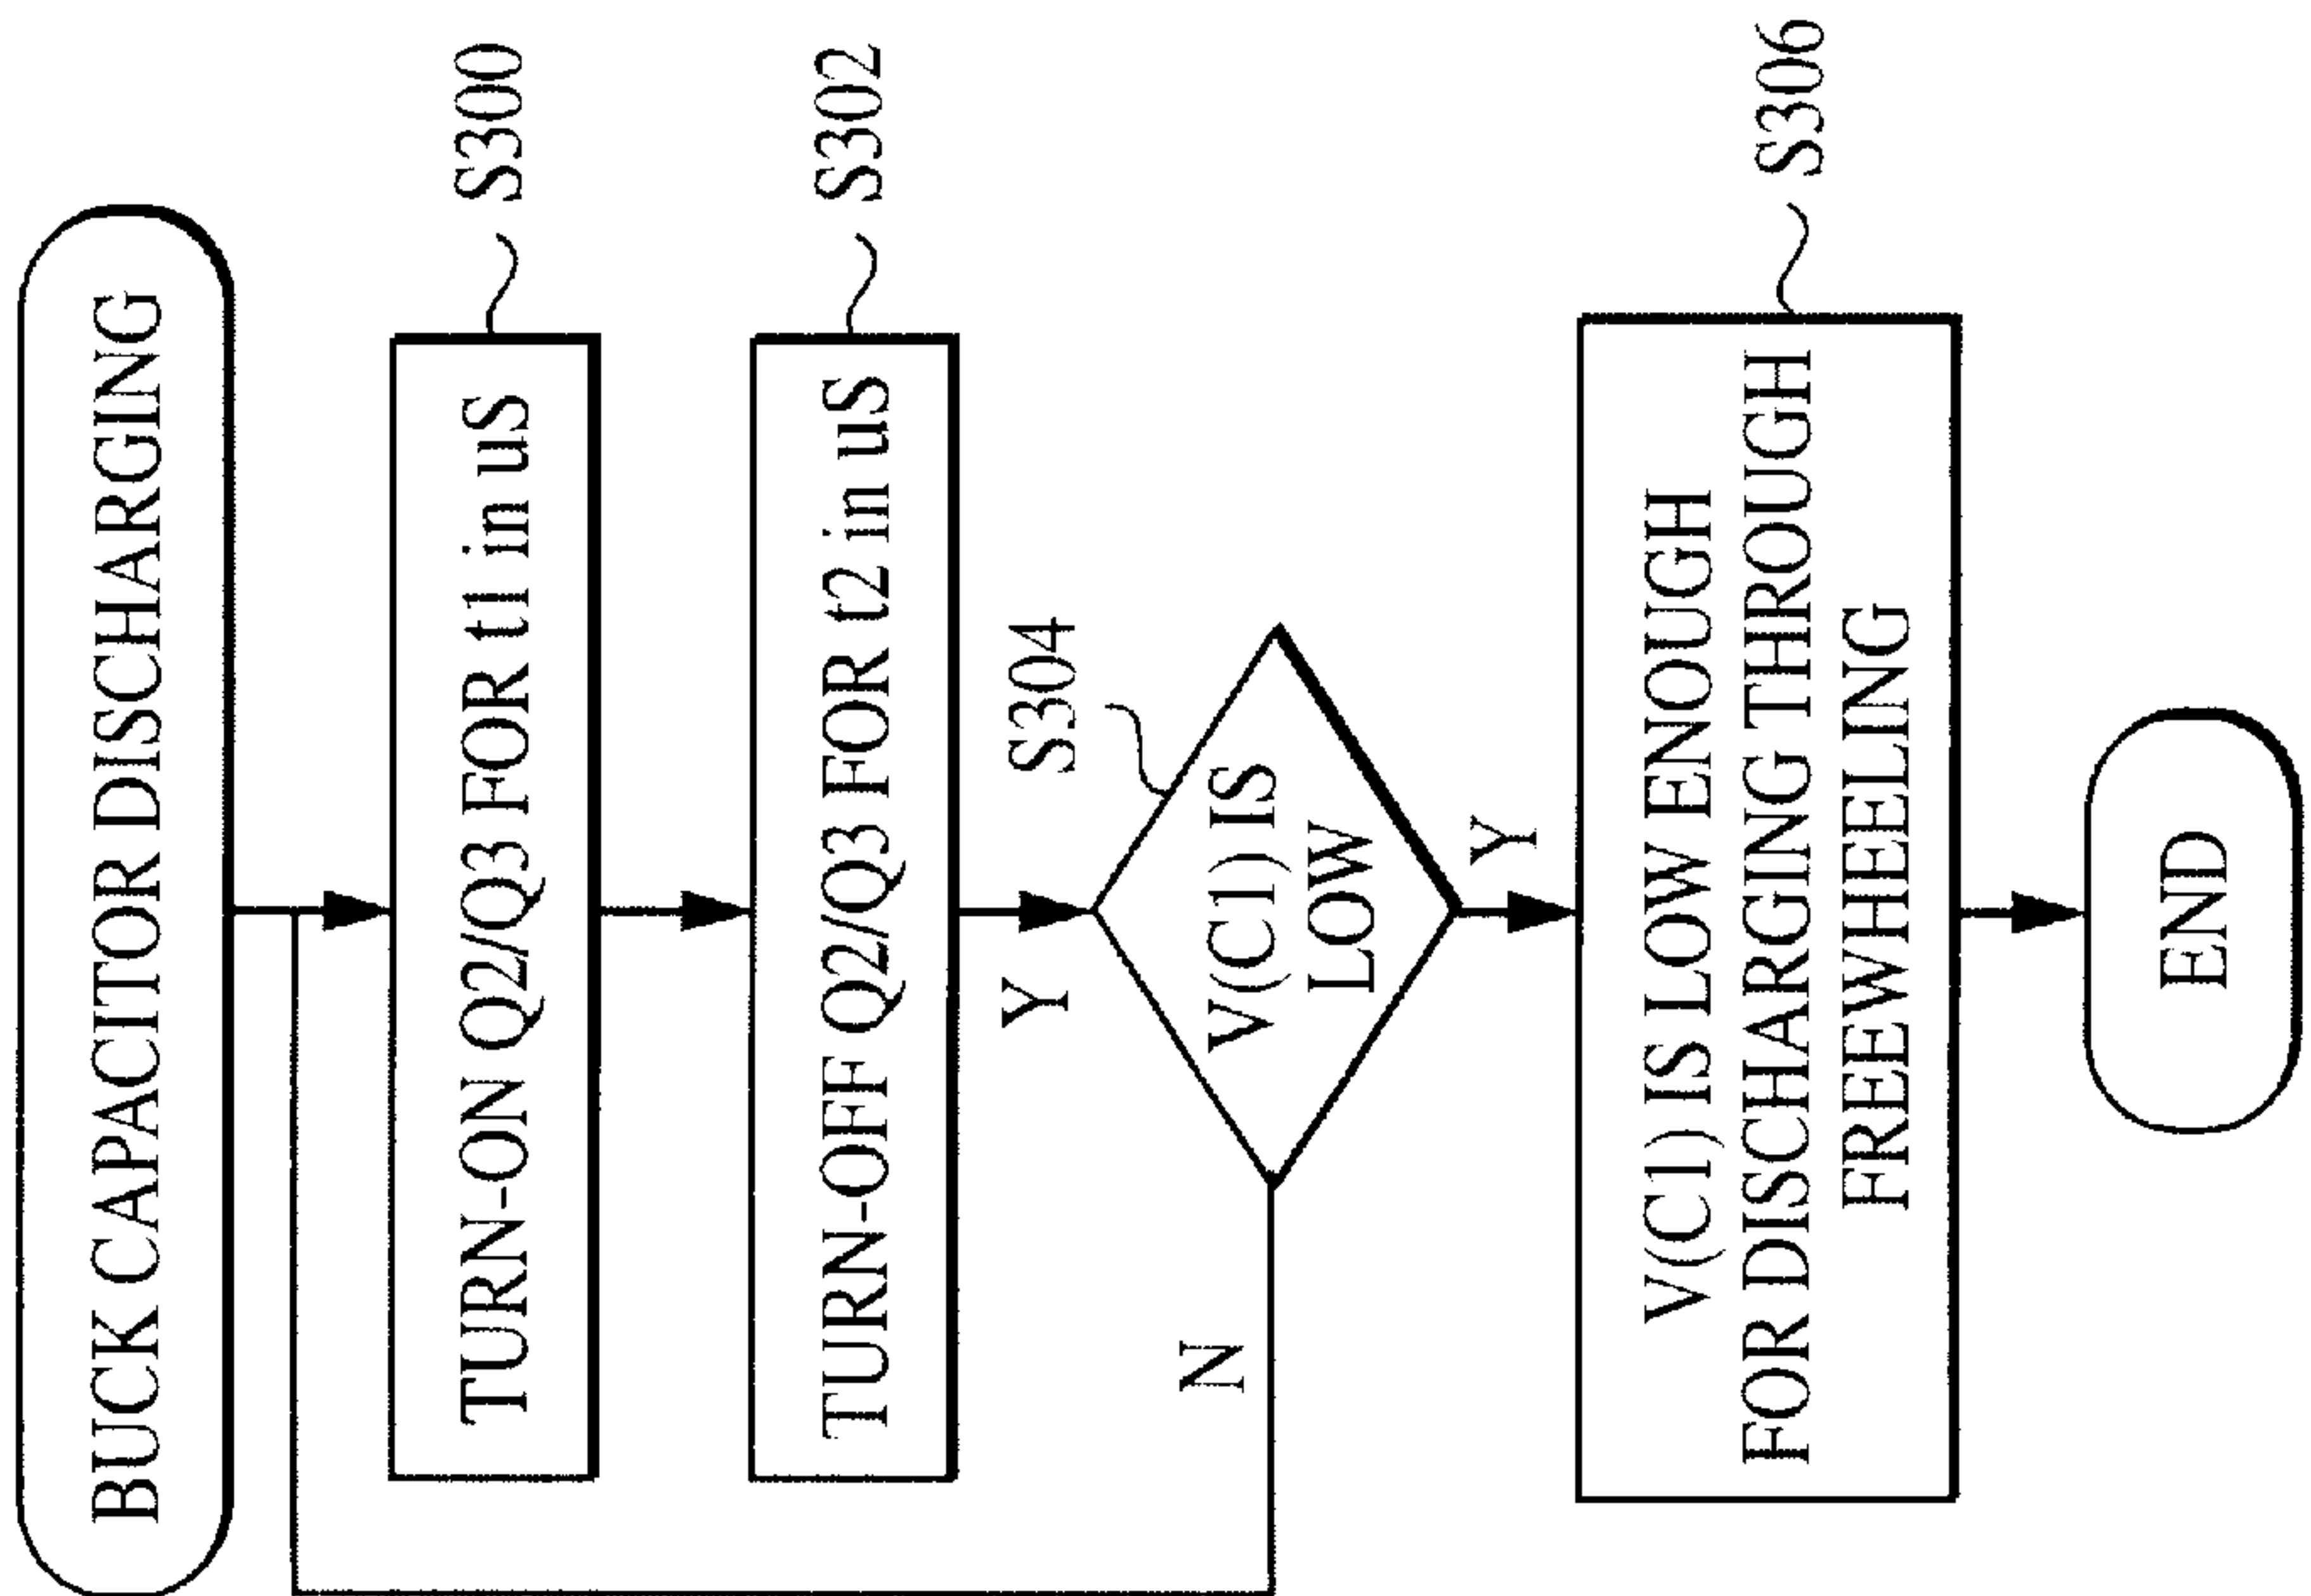 BUCK CAPACITOR DISCHARGING
TURN-ON Q2/Q3 FOR t1 in uS
S300
TURN-OFF Q2/Q3 FOR t2 in uS
S302
Y
S304
V(C1) IS
LOW
N
Y
V(C1) IS LOW ENOUGH
FOR DISCHARGING THROUGH
FREEWHEELING
S306
END